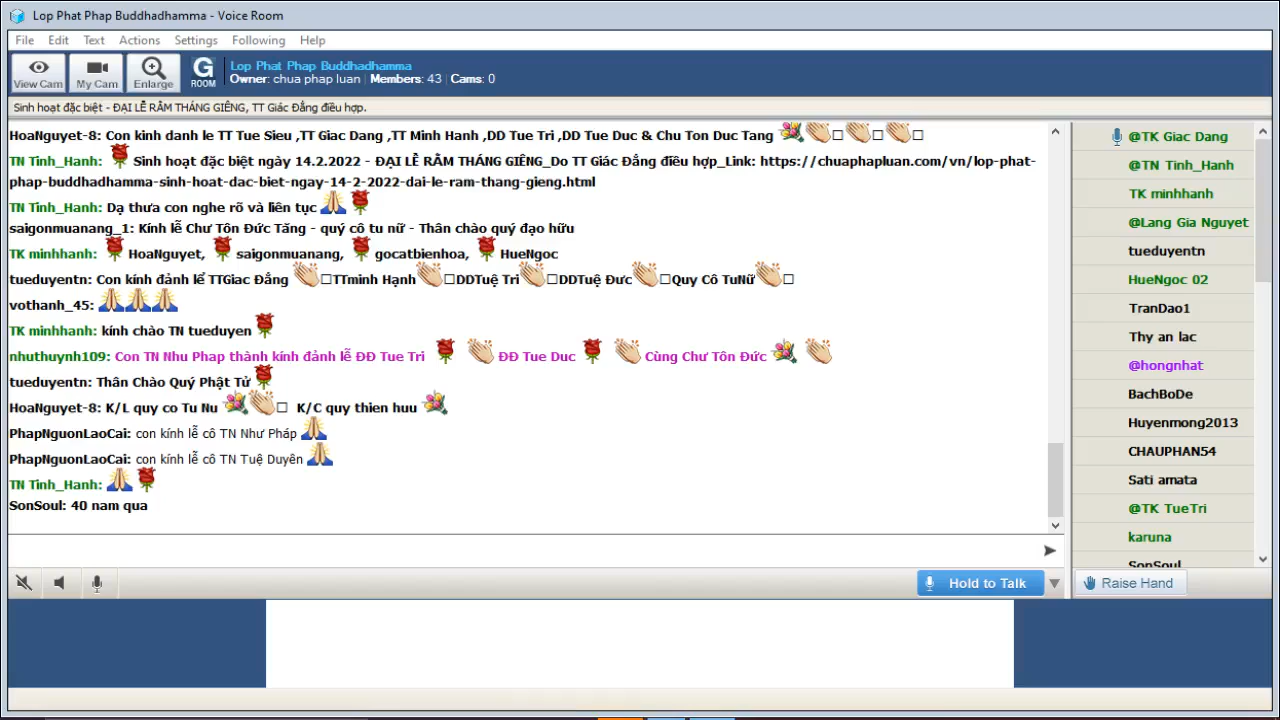 Lop Phat Phap Buddhadhamma - Voice Room
File Edit Text Actions Settings Following Help
View Cam My Cam Enlarge G ROOM
Lop Phat Phap Buddhadhamma
Owner: chua phap luan | Members: 43 | Cams: 0
Sinh hoạt đặc biệt - ĐẠI LỄ RẰM THÁNG GIÊNG, TT Giác Đẳng điều hợp.
HoaNguyet-8: Con kinh danh le TT Tue Sieu ,TT Giac Dang ,TT Minh Hanh ,DD Tue Tri ,DD Tue Duc & Chu Ton Duc Tang
TN Tinh_Hanh: Sinh hoạt đặc biệt ngày 14.2.2022 - ĐẠI LỄ RẰM THÁNG GIÊNG_Do TT Giác Đẳng điều hợp_Link: https://chuaphapluan.com/vn/lop-phat-
phap-buddhadhamma-sinh-hoat-dac-biet-ngay-14-2-2022-dai-le-ram-thang-gieng.html
TN Tinh_Hanh: Dạ thưa con nghe rõ và liên tục
saigonmuanang_1: Kính lễ Chư Tôn Đức Tăng - quý cô tu nữ - Thân chào quý đạo hữu
TK minhhanh: HoaNguyet, saigonmuanang, gocatbienhoa, HueNgoc
tueduyentn: Con kính đảnh lể TTGiac Đẳng TTminh Hạnh DDTuệ Tri DDTuệ Đưc Quy Cô TuNữ
vothanh_45:
TK minhhanh: kính chào TN tueduyen
nhuthuynh109: Con TN Nhu Phap thành kính đảnh lễ ĐĐ Tue Tri ĐĐ Tue Duc Cùng Chư Tôn Đức
tueduyentn: Thân Chào Quý Phật Tử
HoaNguyet-8: K/L quy co Tu Nu K/C quy thien huu
PhapNguonLaoCai: con kính lễ cô TN Như Pháp
PhapNguonLaoCai: con kính lễ cô TN Tuệ Duyên
TN Tinh_Hanh:
SonSoul: 40 nam qua
Hold to Talk
@TK Giac Dang
@TN Tinh_Hanh
TK minhhanh
@Lang Gia Nguyet
tueduyentn
HueNgoc 02
TranDao1
Thy an lac
@hongnhat
BachBoDe
Huyenmong2013
CHAUPHAN54
Sati amata
@TK TueTri
karuna
SonSoul
Raise Hand